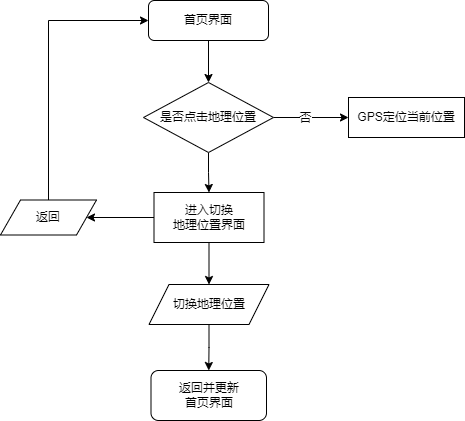 首页界面
是否点击地理位置
否
GPS定位当前位置
进入切换
地理位置界面
返回
切换地理位置
返回并更新
首页界面